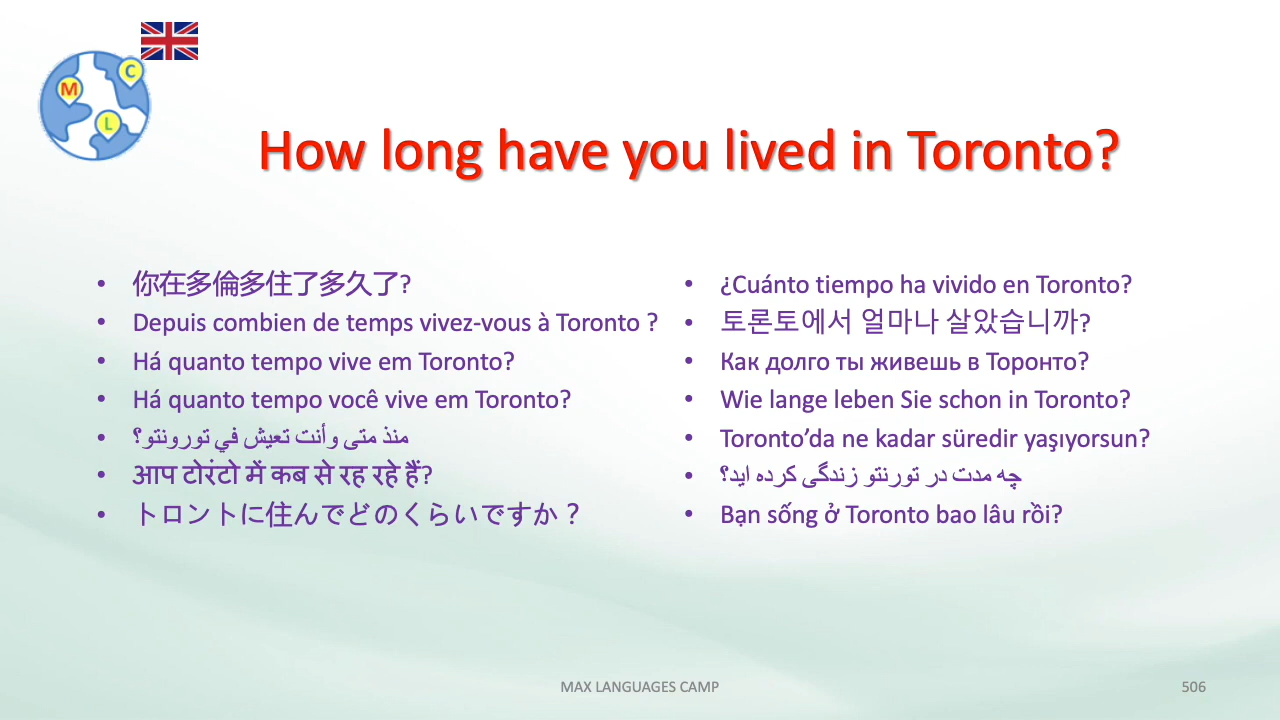 C
M
L
How long have you lived in Toronto?
• 你在多倫多住了多久了?
• Depuis combien de temps vivez-vous à Toronto ?
• Há quanto tempo vive em Toronto?
• Há quanto tempo você vive em Toronto?
• منذ متى وأنت تعيش في تورونتو؟
• आप टोरंटो में कब से रह रहे हैं?
• トロントに住んでどのくらいですか？
• ¿Cuánto tiempo ha vivido en Toronto?
• 토론토에서 얼마나 살았습니까?
• Как долго ты живешь в Торонто?
• Wie lange leben Sie schon in Toronto?
• Toronto’da ne kadar süredir yaşıyorsun?
• چه مدت در تورنتو زندگی کرده اید؟
• Bạn sống ở Toronto bao lâu rồi?
MAX LANGUAGES CAMP
506